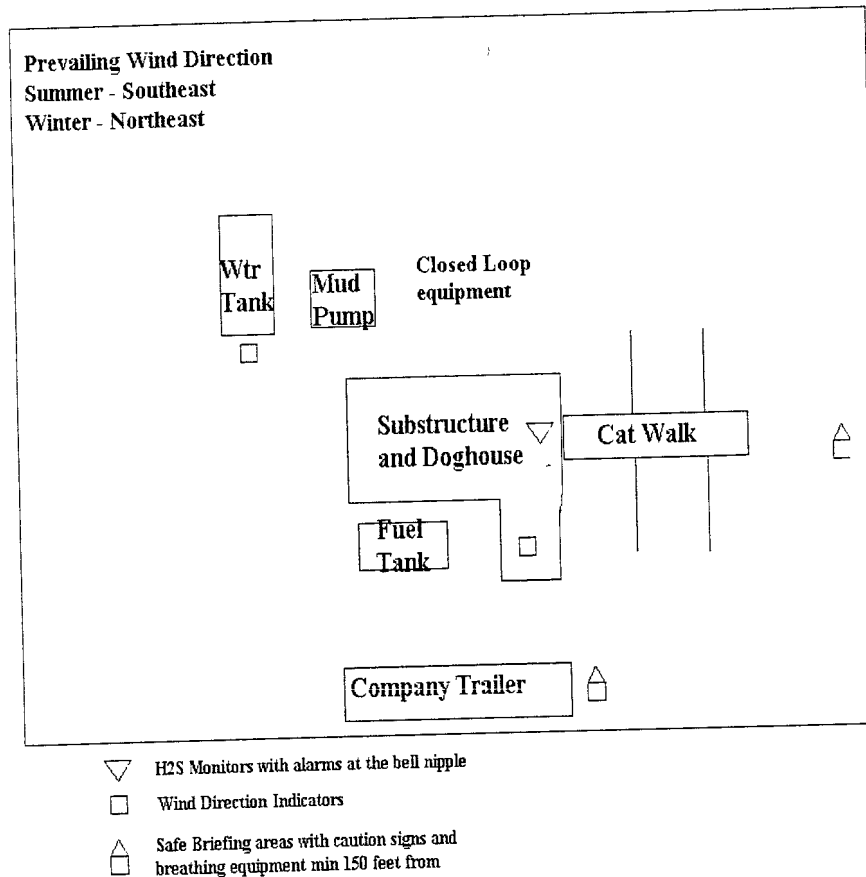 Prevailing Wind Direction
Summer - Southeast
Winter - Northeast
Wtr
Tank
Mud
Pump
Closed Loop
equipment
Substructure
and Doghouse
Cat Walk
Fuel
Tank
Company Trailer
H2S Monitors with alarms at the bell nipple
Wind Direction Indicators
Safe Briefing areas with caution signs and
breathing equipment min 150 feet from